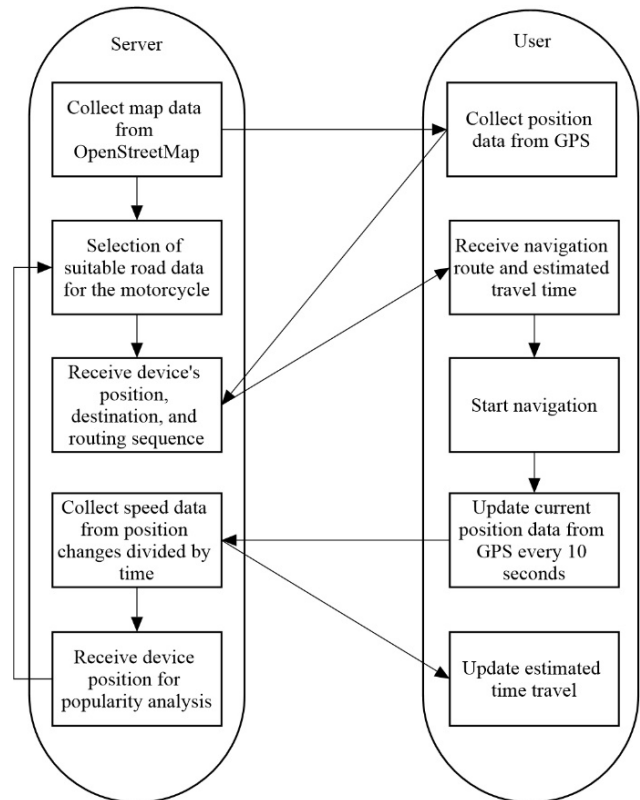 Server
Collect map data
from
OpenStreetMap
Selection of
suitable road data
for the motorcycle
Receive device's
position,
destination, and
routing sequence
Collect speed data
from position
changes divided by
time
Receive device
position for
popularity analysis
User
Collect position
data from GPS
Receive navigation
route and estimated
travel time
Start navigation
Update current
position data from
GPS every 10
seconds
Update estimated
time travel